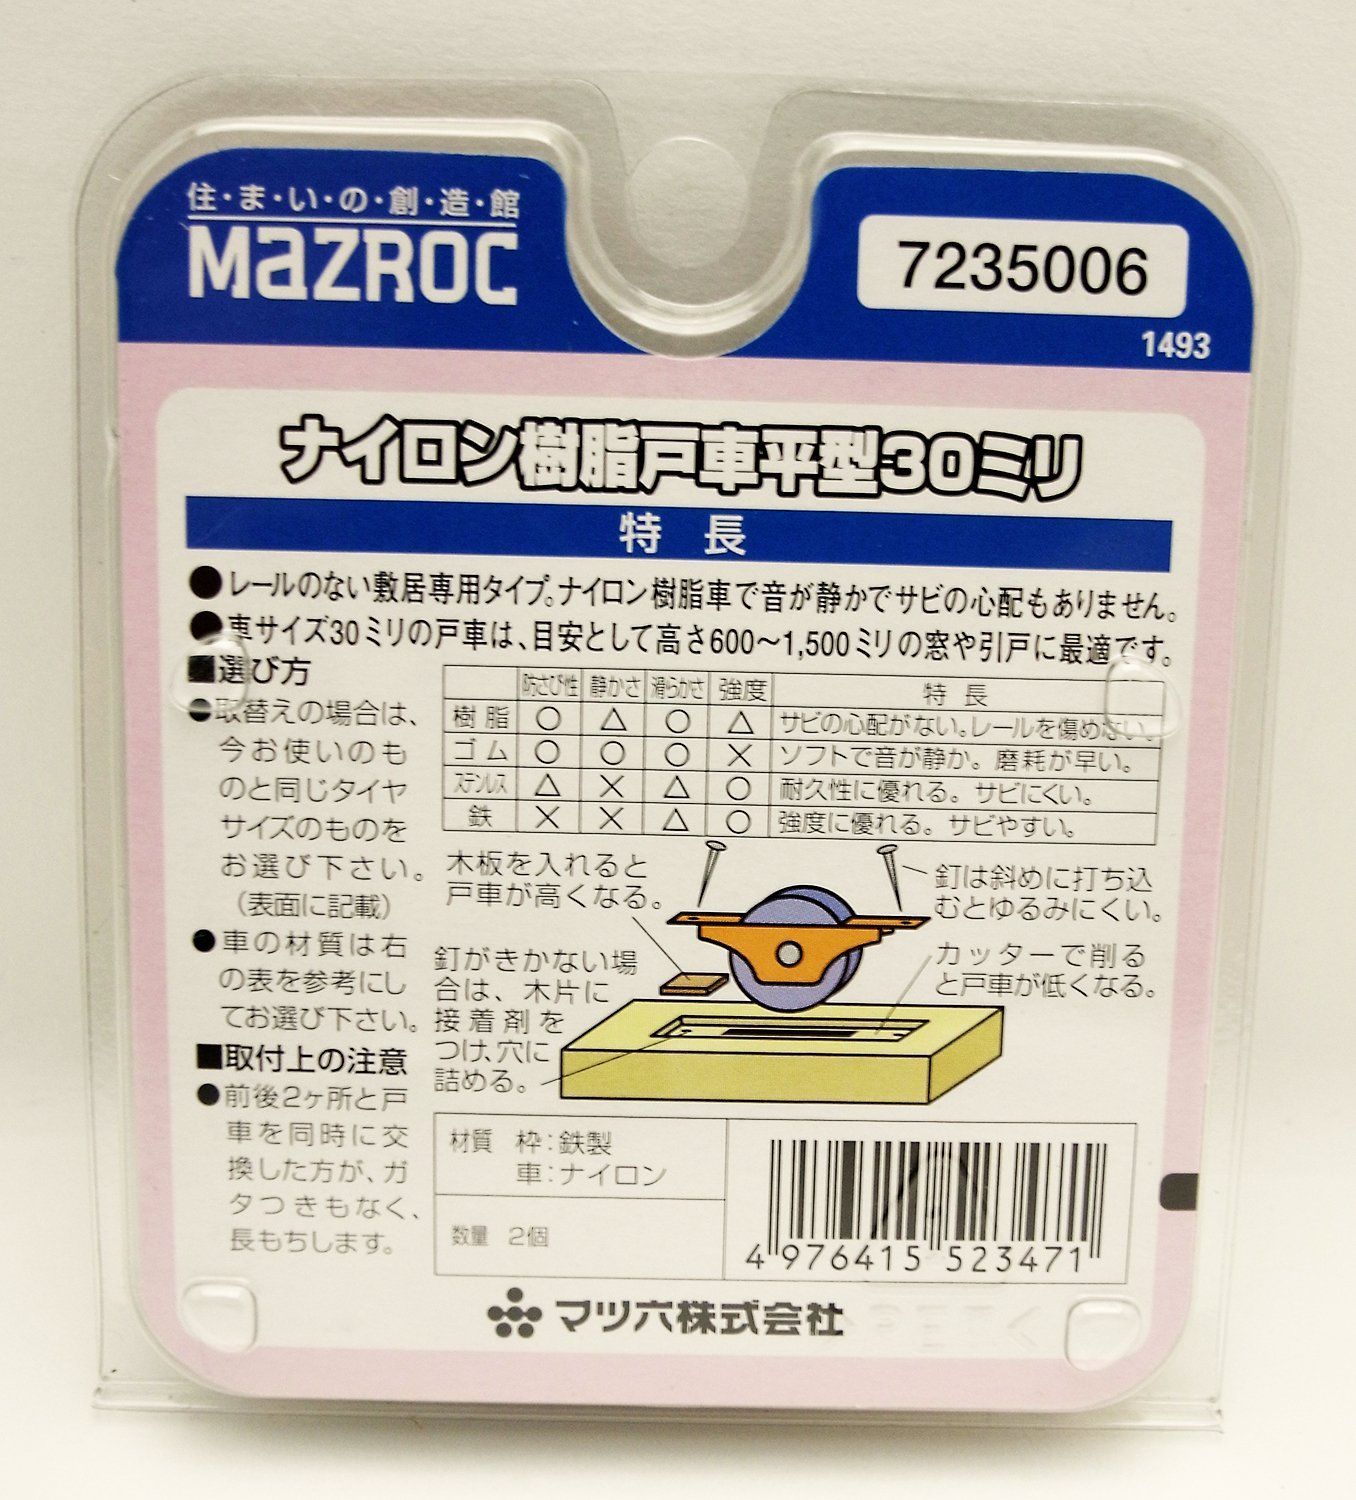 住・ま・い・の・創・造・館
MAZROC
7235006
1493
ナイロン樹脂戸車平型30ミリ
特長
●レールのない敷居専用タイプ。ナイロン樹脂車で音が静かでサビの心配もありません。
●車サイズ30ミリの戸車は、目安として高さ600〜1,500ミリの窓や引戸に最適です。
■選び方
●取替えの場合は、
今お使いのも
のと同じタイヤ
サイズのものを
お選び下さい。
（表面に記載）
●車の材質は右
の表を参考にし
てお選び下さい。
■取付上の注意
●前後2ヶ所と戸
車を同時に交
換した方が、ガ
タつきもなく、
長もちします。
防さび性 静かさ 滑らかさ 強度 特長
樹脂 ○ △ ○ △ サビの心配がない。レールを傷めない。
ゴム ○ ○ ○ × ソフトで音が静か。磨耗が早い。
ステンレス △ × △ ○ 耐久性に優れる。サビにくい。
鉄 × × △ ○ 強度に優れる。サビやすい。
木板を入れると
戸車が高くなる。
釘は斜めに打ち込
むとゆるみにくい。
釘がきかない場
合は、木片に
接着剤を
つけ、穴に
詰める。
カッターで削る
と戸車が低くなる。
材質 枠：鉄製
車：ナイロン
数量 2個
4 976415 523471
マツ六株式会社